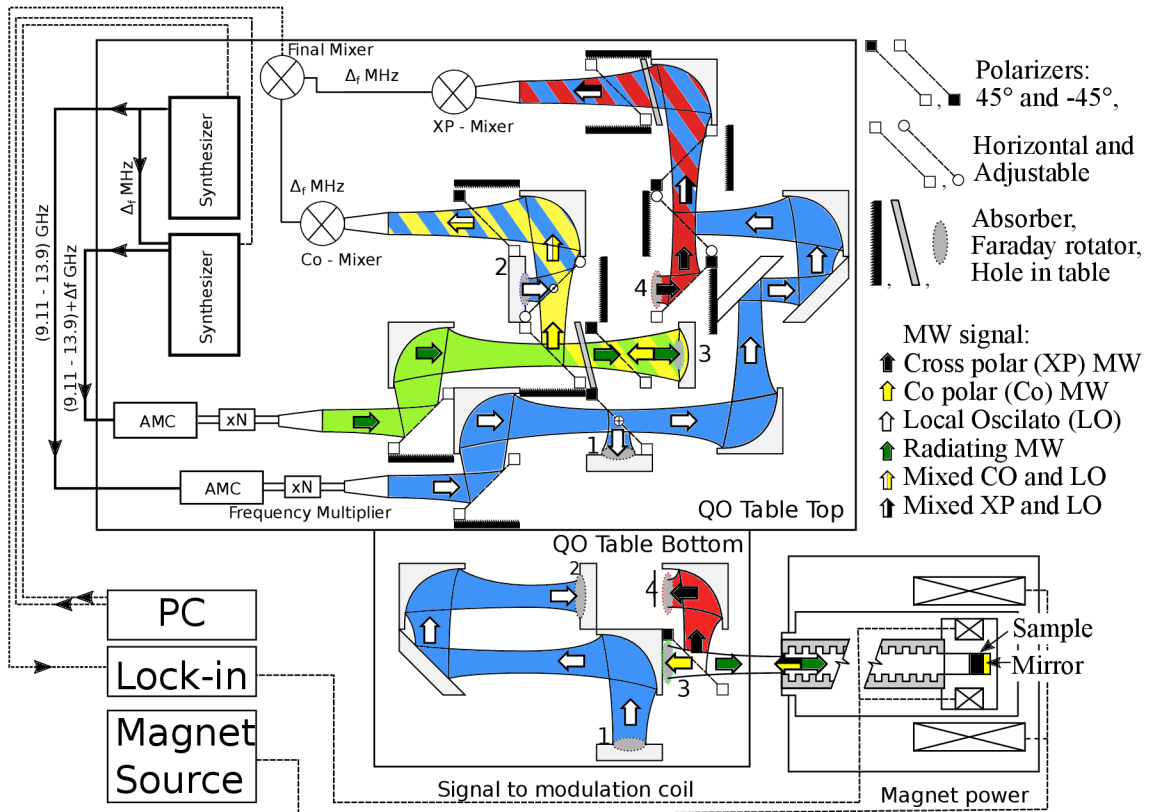 Final Mixer
Δf MHz
XP - Mixer
Synthesizer
Δf MHz
Synthesizer
(9.11 - 13.9) GHz
(9.11 - 13.9)+Δf GHz
Δf MHz
Co - Mixer
2
4
3
1
AMC
xN
AMC
xN
Frequency Multiplier
QO Table Top
Polarizers:
45° and -45°,
Horizontal and
Adjustable
Absorber,
Faraday rotator,
Hole in table
MW signal:
Cross polar (XP) MW
Co polar (Co) MW
Local Oscilato (LO)
Radiating MW
Mixed CO and LO
Mixed XP and LO
QO Table Bottom
2
4
3
1
Sample
Mirror
PC
Lock-in
Magnet
Source
Signal to modulation coil
Magnet power